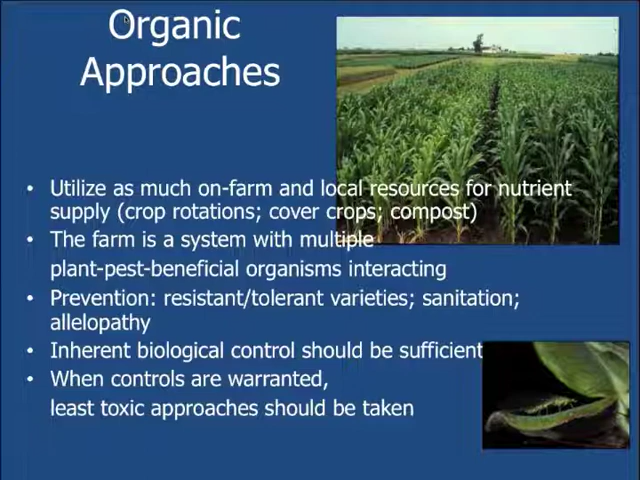 Organic
Approaches
• Utilize as much on-farm and local resources for nutrient
supply (crop rotations; cover crops; compost)
• The farm is a system with multiple
plant-pest-beneficial organisms interacting
• Prevention: resistant/tolerant varieties; sanitation;
allelopathy
• Inherent biological control should be sufficient
• When controls are warranted,
least toxic approaches should be taken